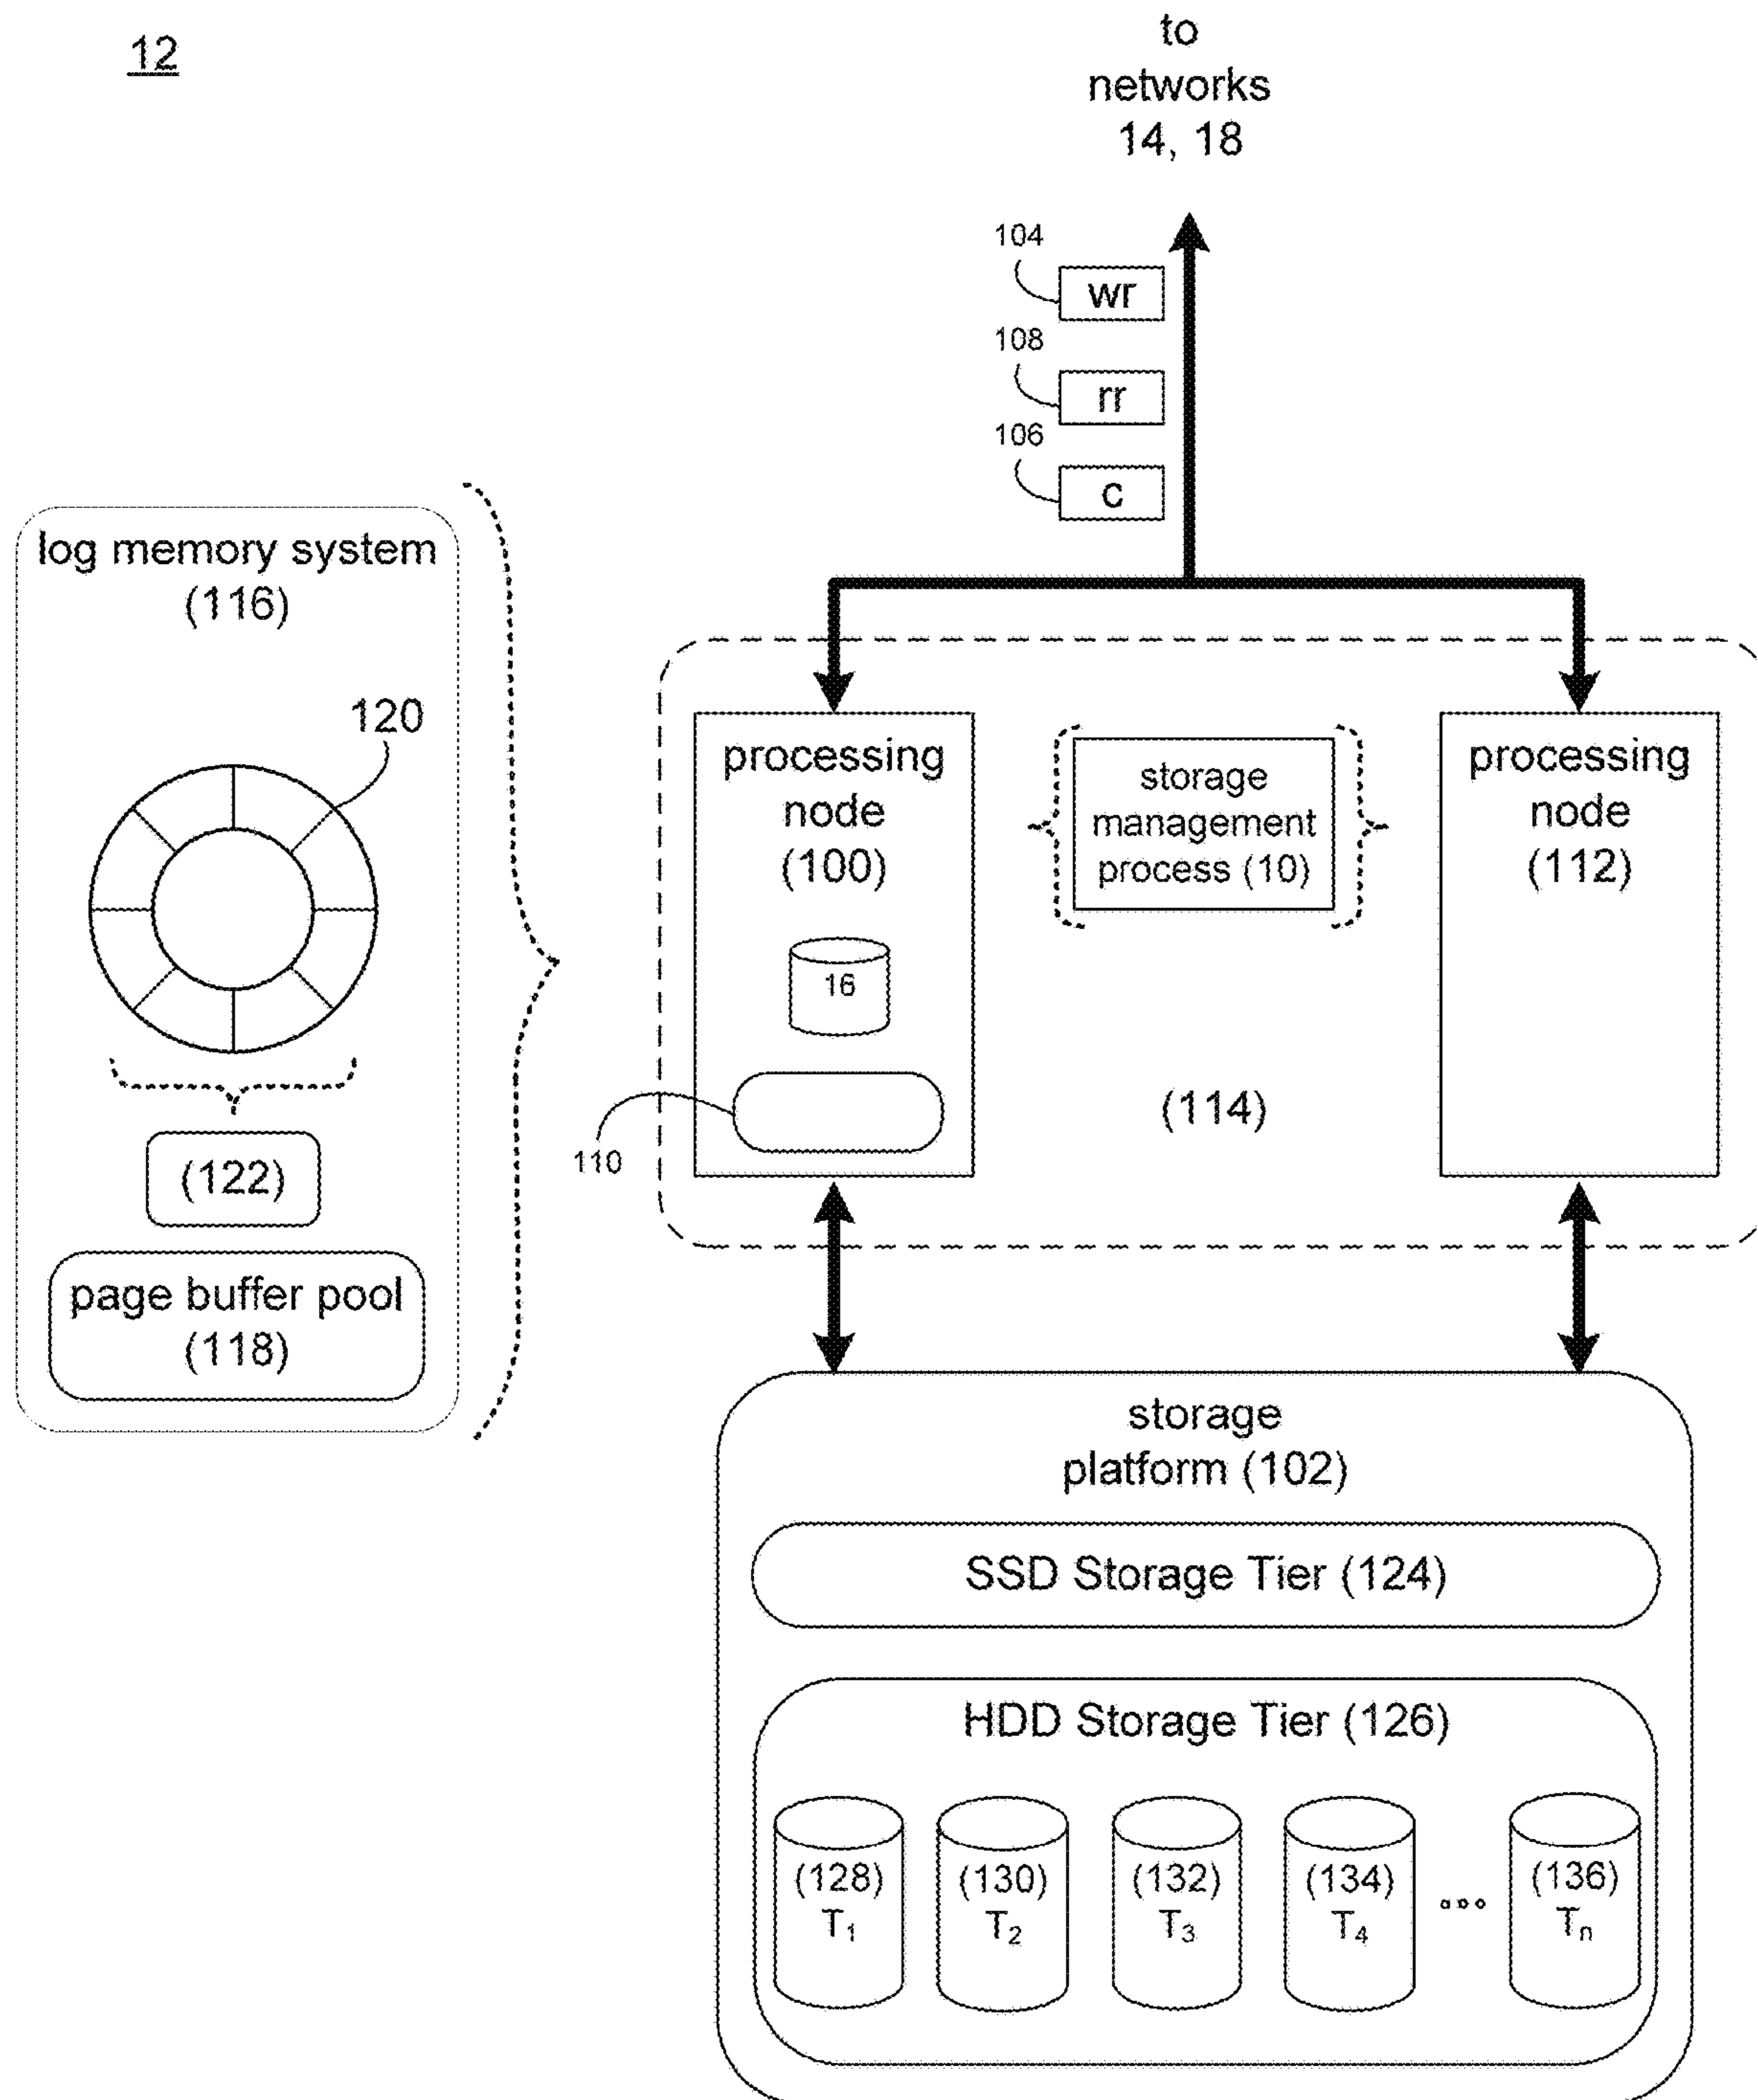 12
to
networks
14, 18
104
wr
108
rr
106
c
log memory system
(116)
120
(122)
page buffer pool
(118)
processing
node
(100)
16
110
storage
management
process (10)
(114)
processing
node
(112)
storage
platform (102)
SSD Storage Tier (124)
HDD Storage Tier (126)
(128)
T₁
(130)
T₂
(132)
T₃
(134)
T₄
(136)
Tₙ